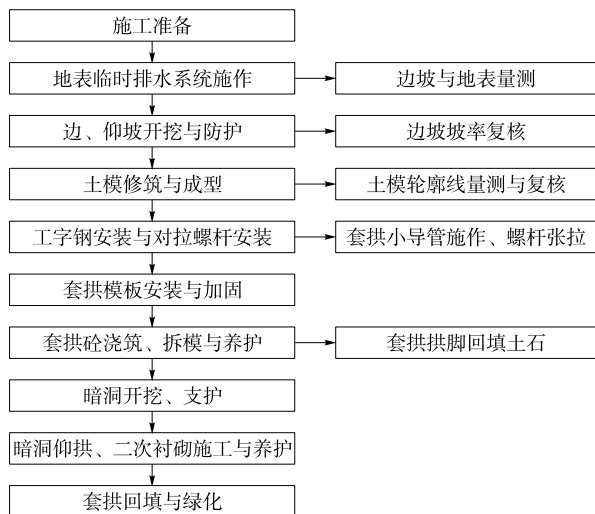 施工准备
地表临时排水系统施作
边坡与地表量测
边、仰坡开挖与防护
边坡坡率复核
土模修筑与成型
土模轮廓线量测与复核
工字钢安装与对拉螺杆安装
套拱小导管施作、螺杆张拉
套拱模板安装与加固
套拱砼浇筑、拆模与养护
套拱拱脚回填土石
暗洞开挖、支护
暗洞仰拱、二次衬砌施工与养护
套拱回填与绿化